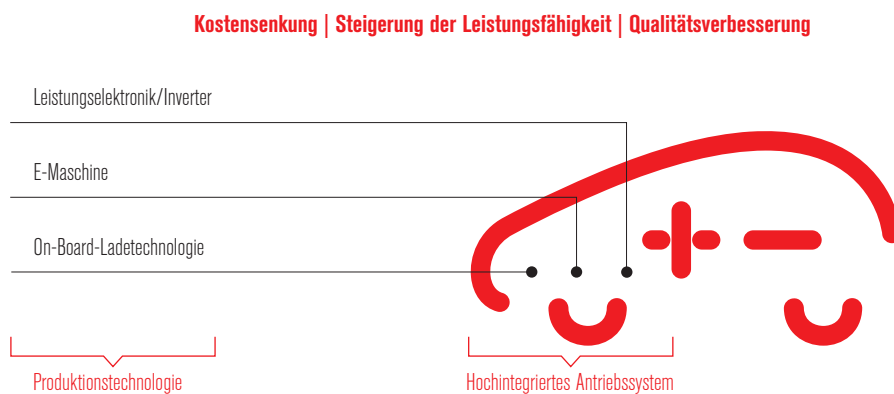 Kostensenkung | Steigerung der Leistungsfähigkeit | Qualitätsverbesserung
Leistungselektronik/Inverter
E-Maschine
On-Board-Ladetechnologie
Produktionstechnologie
Hochintegriertes Antriebssystem